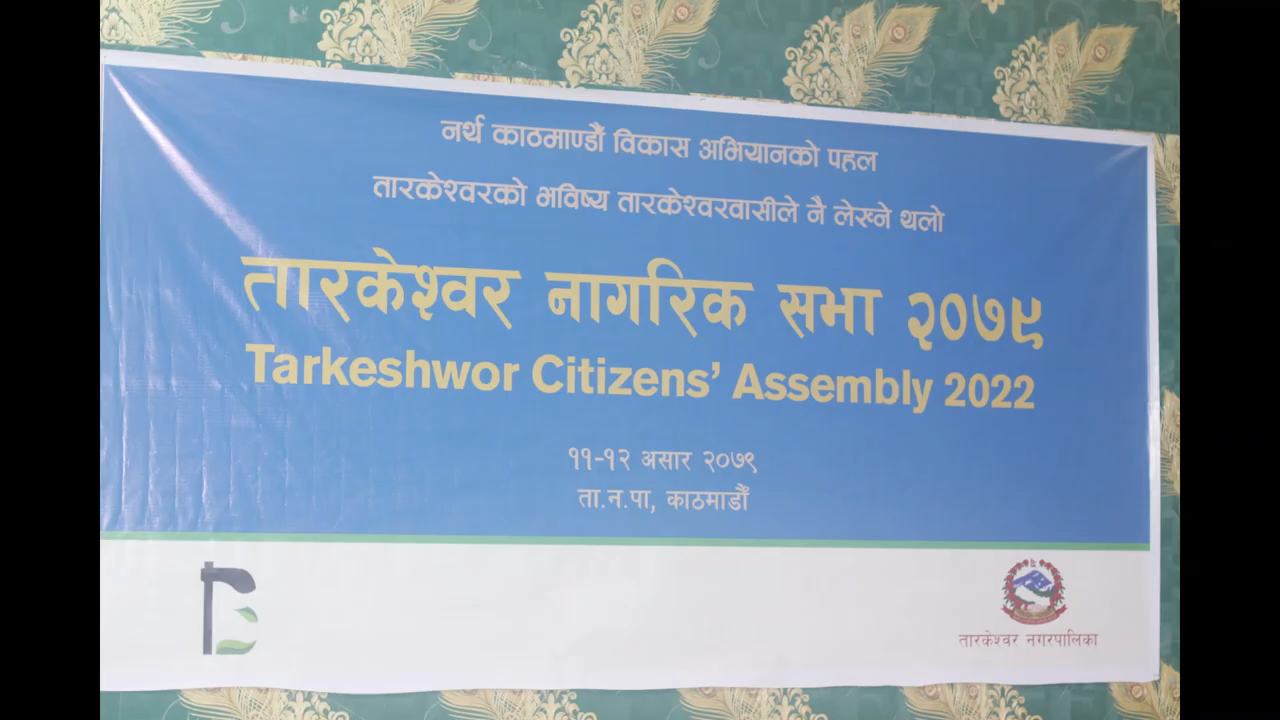 नर्थ काठमाण्डौँ विकास अभियानको पहल
तारकेश्वरको भविष्य तारकेश्वरवासीले नै लेख्ने थलो
तारकेश्वर नागरिक सभा २०७९
Tarkeshwor Citizens’ Assembly 2022
११-१२ असार २०७९
ता.न.पा, काठमाडौँ
तारकेश्वर नगरपालिका